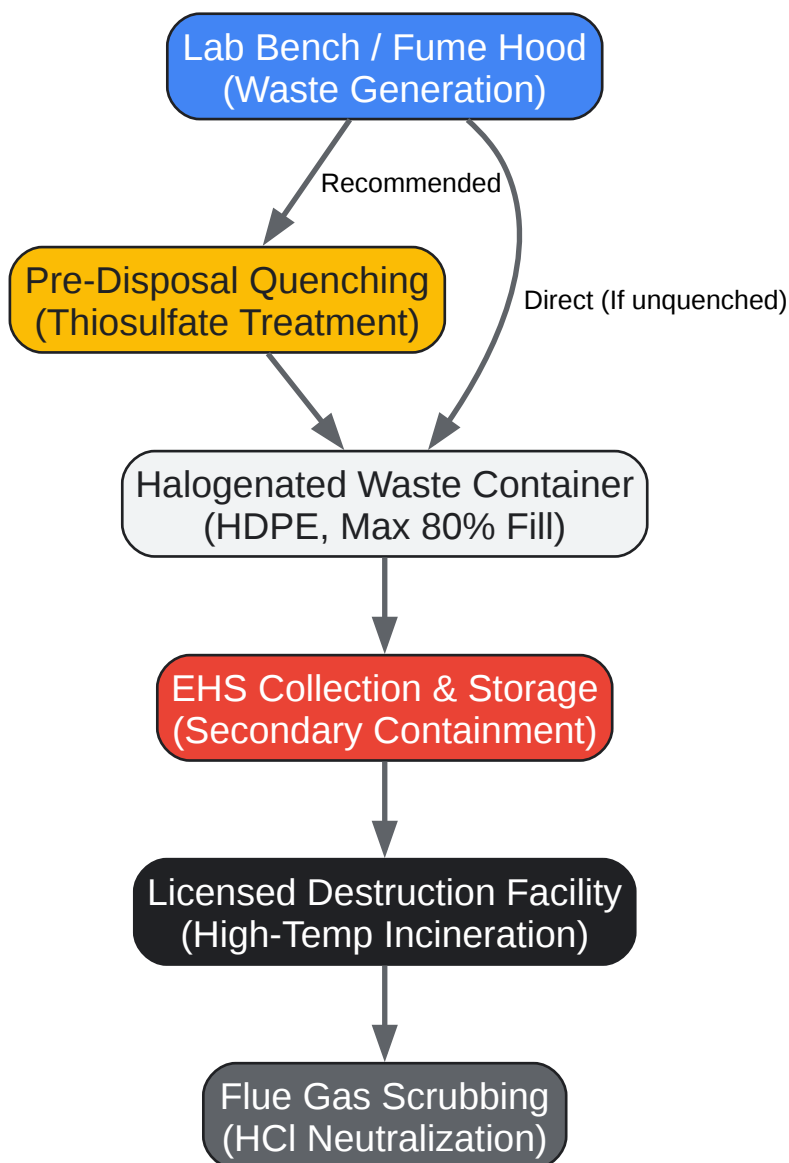 Lab Bench / Fume Hood
(Waste Generation)
Recommended
Pre-Disposal Quenching
(Thiosulfate Treatment)
Direct (If unquenched)
Halogenated Waste Container
(HDPE, Max 80% Fill)
EHS Collection & Storage
(Secondary Containment)
Licensed Destruction Facility
(High-Temp Incineration)
Flue Gas Scrubbing
(HCl Neutralization)